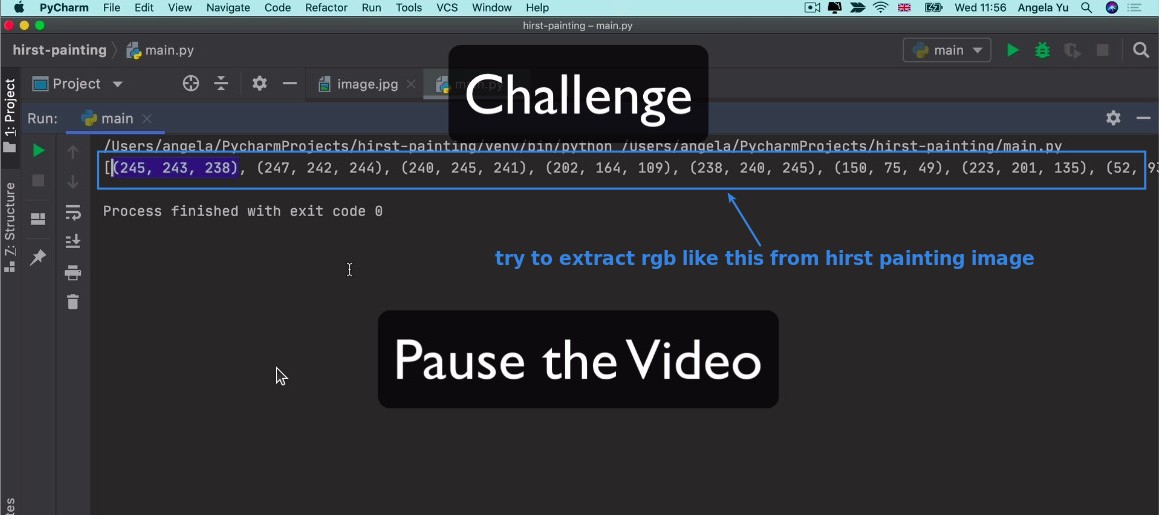 PyCharm File Edit View Navigate Code Refactor Run Tools VCS Window Help Wed 11:56 Angela Yu
hirst-painting – main.py
hirst-painting main.py main
Project image.jpg
Challenge
1: Project
Run: main
/Users/angela/PycharmProjects/hirst-painting/venv/bin/python /Users/angela/PycharmProjects/hirst-painting/main.py
[(245, 243, 238), (247, 242, 244), (240, 245, 241), (202, 164, 109), (238, 240, 245), (150, 75, 49), (223, 201, 135), (52, 93
Process finished with exit code 0
7: Structure
try to extract rgb like this from hirst painting image
Pause the Video